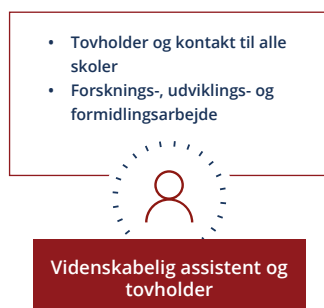 • Tovholder og kontakt til alle
skoler
• Forsknings-, udviklings- og
formidlingsarbejde
Videnskabelig assistent og
tovholder